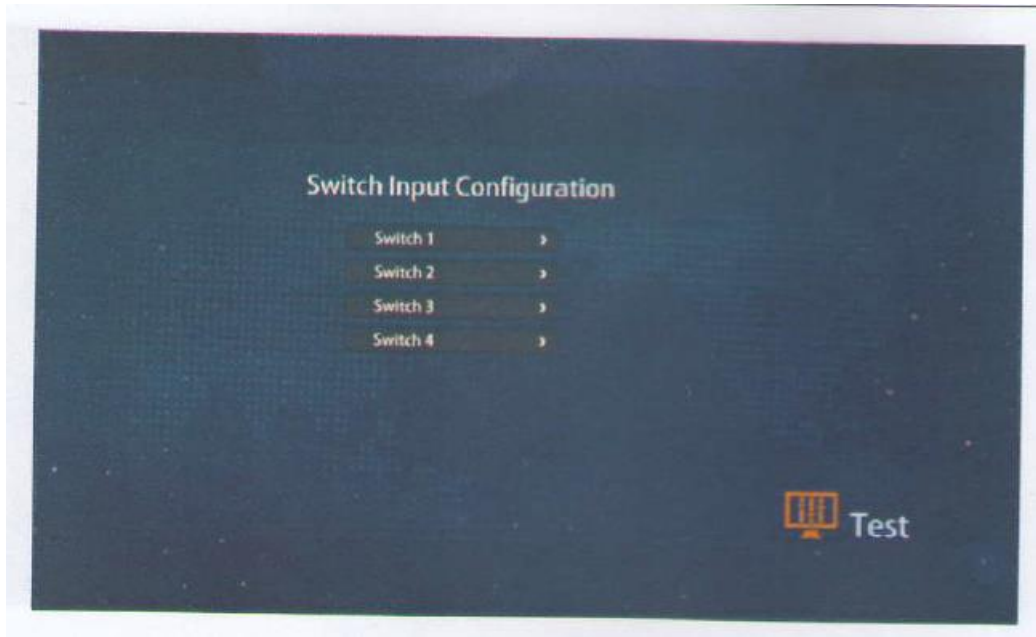 Switch Input Configuration
Switch 1 ›
Switch 2 ›
Switch 3 ›
Switch 4 ›
Test